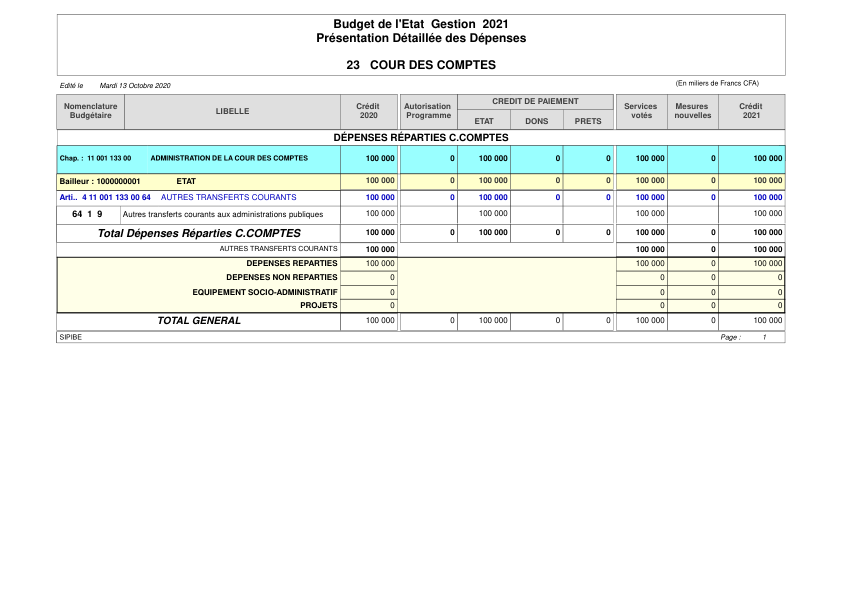 Budget de l'Etat  Gestion  2021
Présentation Détaillée des Dépenses
23   COUR DES COMPTES
Edité le   Mardi 13 Octobre 2020   (En miliers de Francs CFA)
Nomenclature Budgétaire   LIBELLE   Crédit 2020   Autorisation Programme   CREDIT DE PAIEMENT   Services votés   Mesures nouvelles   Crédit 2021
ETAT   DONS   PRETS
DÉPENSES RÉPARTIES C.COMPTES
Chap. :  11 001 133 00   ADMINISTRATION DE LA COUR DES COMPTES   100 000   0   100 000   0   0   100 000   0   100 000
Bailleur : 1000000001   ETAT   100 000   0   100 000   0   0   100 000   0   100 000
Arti..  4 11 001 133 00 64   AUTRES TRANSFERTS COURANTS   100 000   0   100 000   0   0   100 000   0   100 000
64  1  9   Autres transferts courants aux administrations publiques   100 000   100 000   100 000   0   100 000
Total Dépenses Réparties C.COMPTES   100 000   0   100 000   0   0   100 000   0   100 000
AUTRES TRANSFERTS COURANTS   100 000   100 000   0   100 000
DEPENSES REPARTIES   100 000   100 000   0   100 000
DEPENSES NON REPARTIES   0   0   0   0
EQUIPEMENT SOCIO-ADMINISTRATIF   0   0   0   0
PROJETS   0   0   0   0
TOTAL GENERAL   100 000   0   100 000   0   0   100 000   0   100 000
SIPIBE   Page :   1